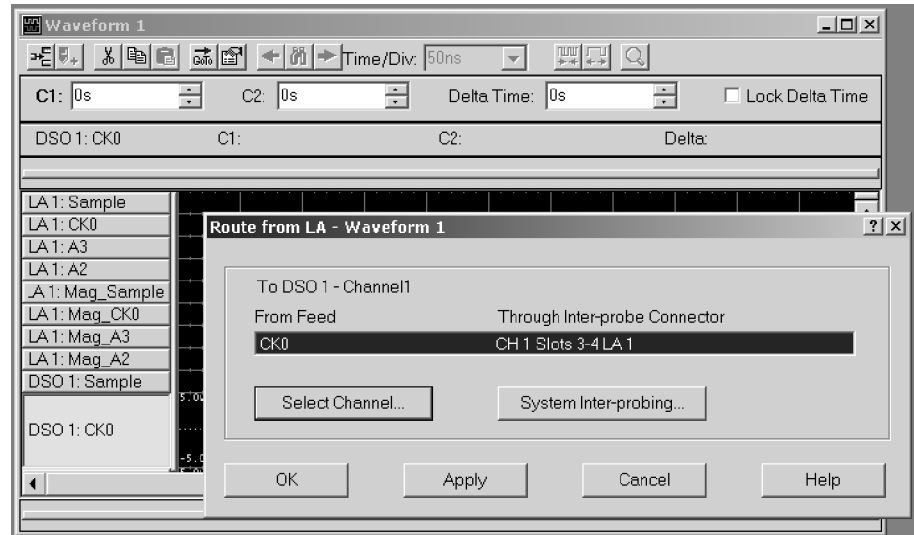 Waveform 1
Time/Div: 50ns
C1: 0s C2: 0s Delta Time: 0s Lock Delta Time
DSO 1: CK0 C1: C2: Delta:
LA 1: Sample
LA 1: CK0
LA 1: A3
LA 1: A2
A 1: Mag_Sample
LA 1: Mag_CK0
LA 1: Mag_A3
LA 1: Mag_A2
DSO 1: Sample
DSO 1: CK0
Route from LA - Waveform 1
To DSO 1 - Channel1
From Feed Through Inter-probe Connector
CK0 CH 1 Slots 3-4 LA 1
Select Channel... System Inter-probing...
OK Apply Cancel Help